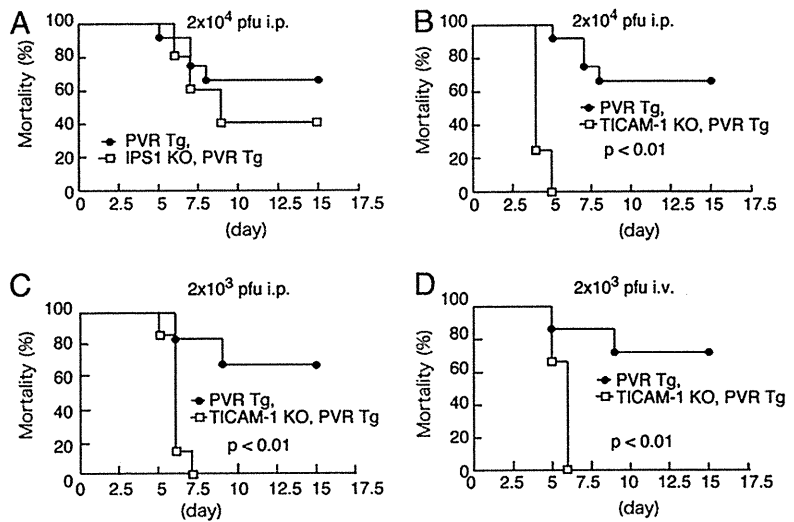 A
2x10⁴ pfu i.p.
Mortality (%)
100
80
60
40
20
0
PVR Tg,
IPS1 KO, PVR Tg
0 2.5 5 7.5 10 12.5 15 17.5
(day)
B
2x10⁴ pfu i.p.
Mortality (%)
100
80
60
40
20
0
PVR Tg,
TICAM-1 KO, PVR Tg
p < 0.01
0 2.5 5 7.5 10 12.5 15 17.5
(day)
C
2x10³ pfu i.p.
Mortality (%)
100
80
60
40
20
0
PVR Tg,
TICAM-1 KO, PVR Tg
p < 0.01
0 2.5 5 7.5 10 12.5 15 17.5
(day)
D
2x10³ pfu i.v.
Mortality (%)
100
80
60
40
20
0
PVR Tg,
TICAM-1 KO, PVR Tg
p < 0.01
0 2.5 5 7.5 10 12.5 15 17.5
(day)